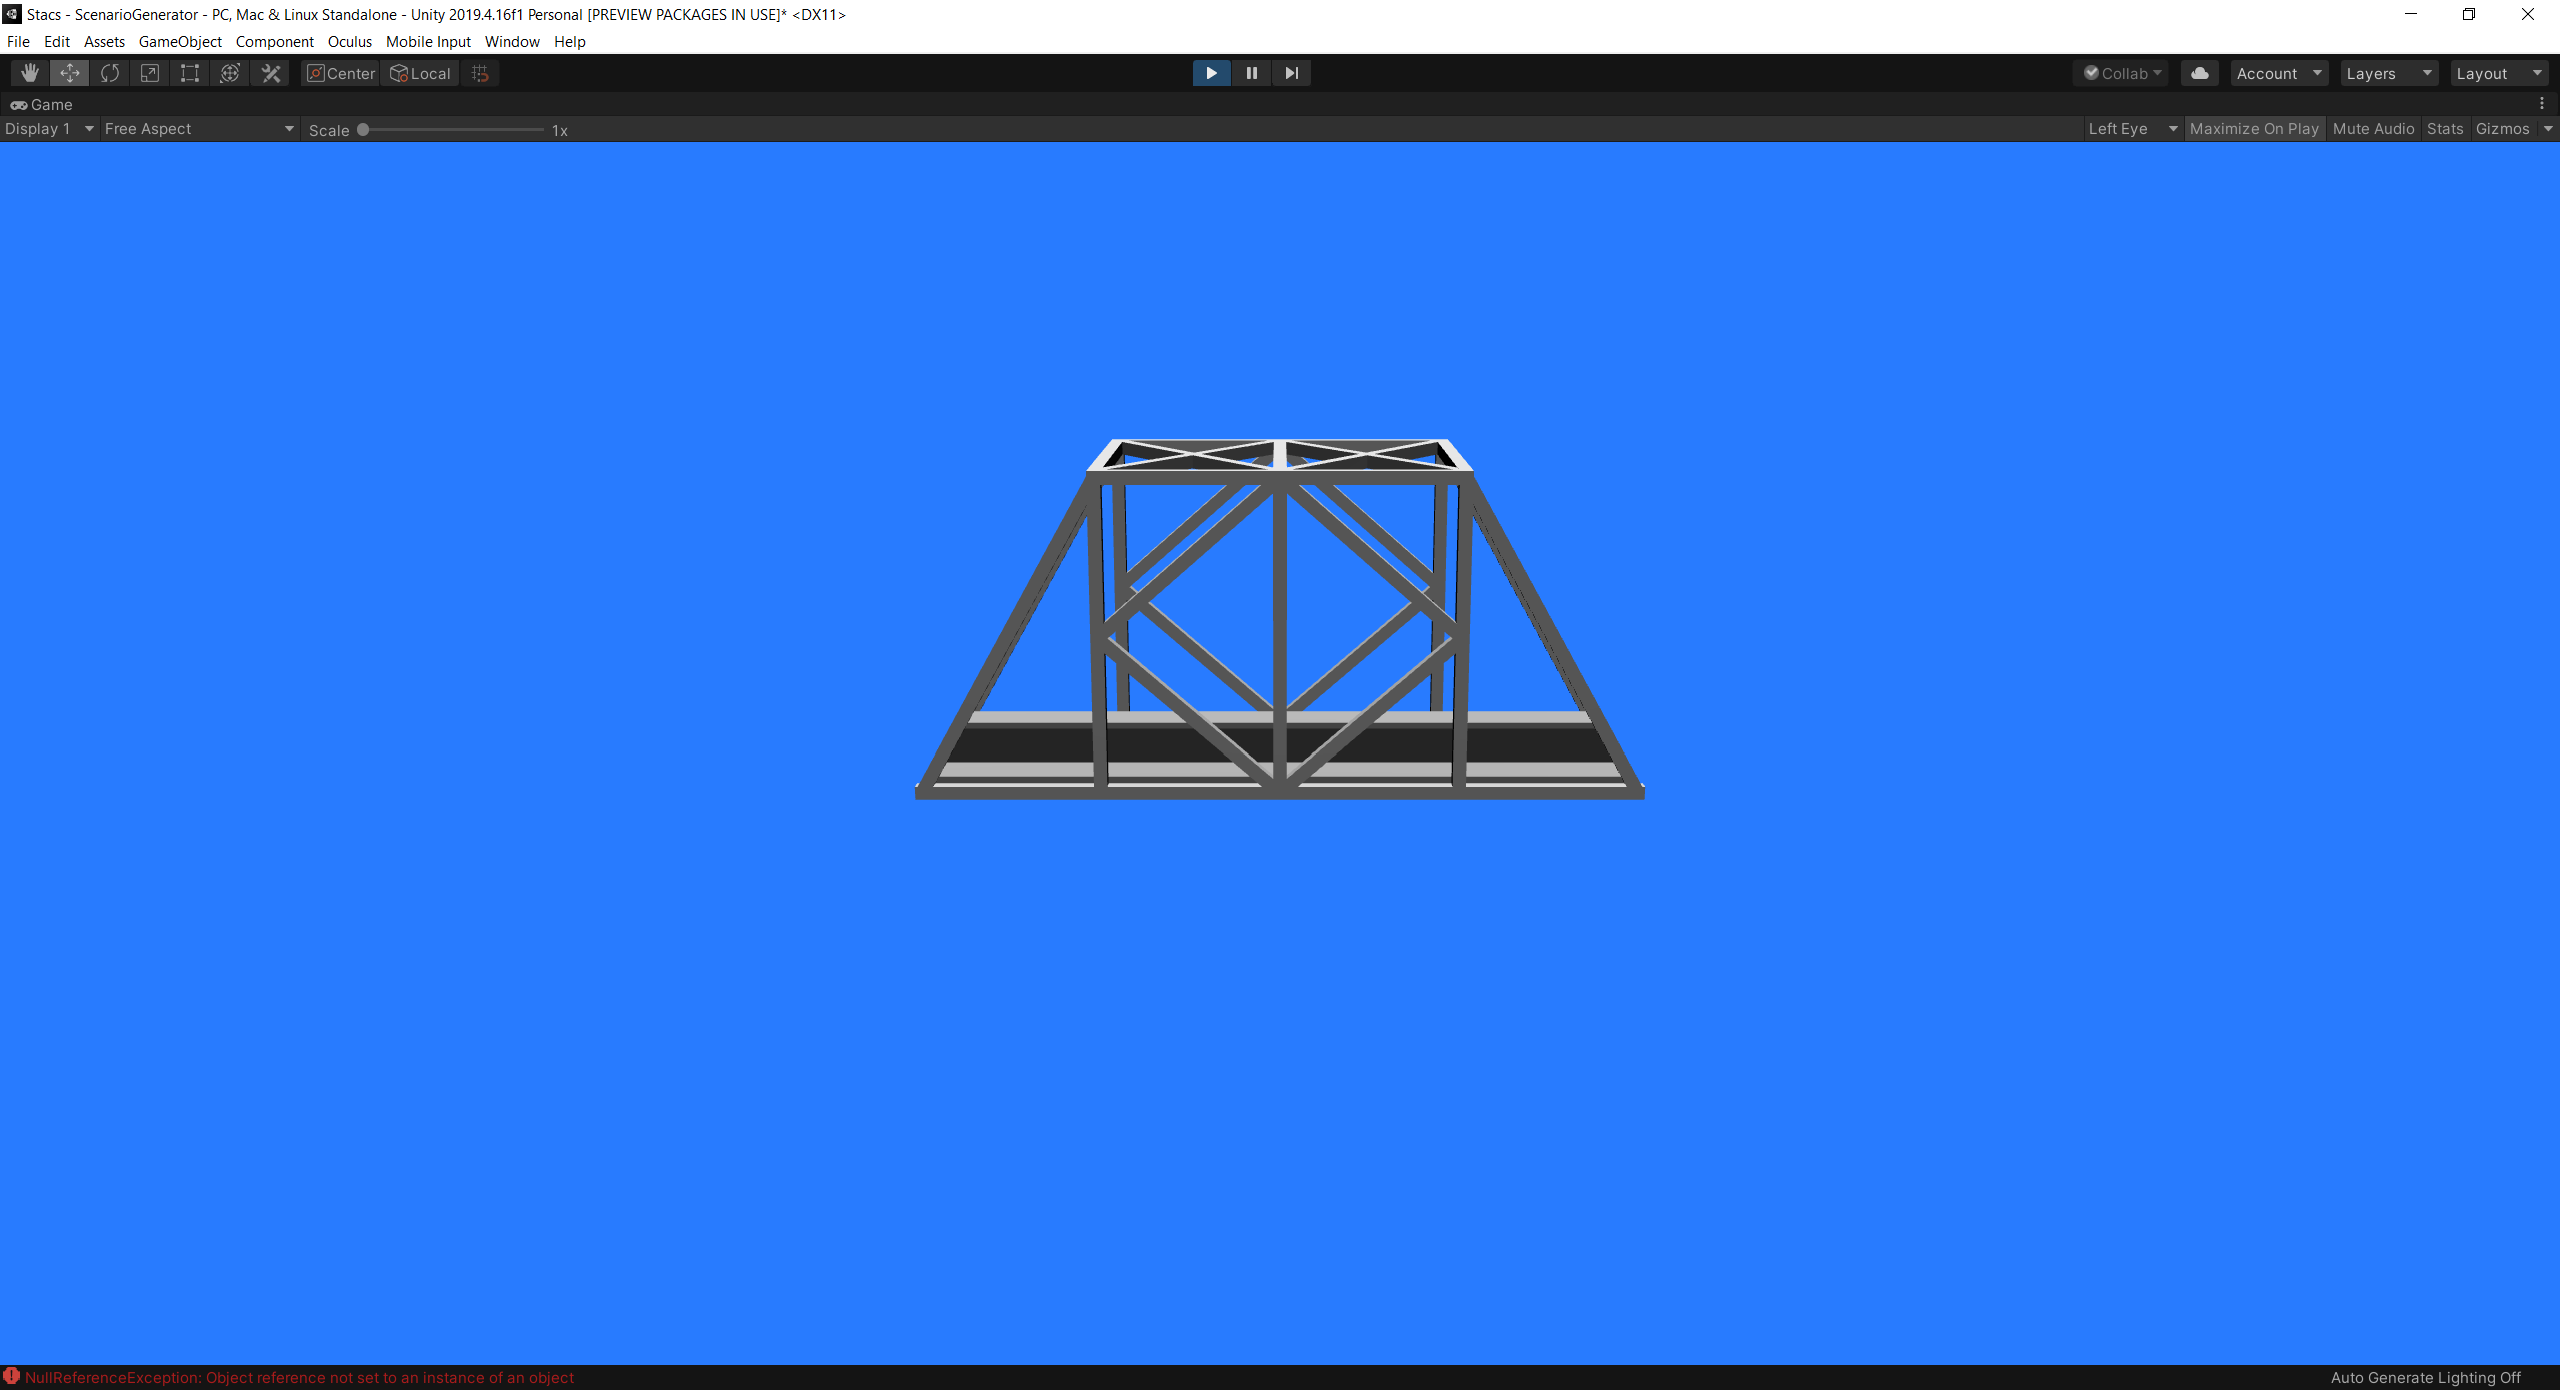 Stacs - ScenarioGenerator - PC, Mac & Linux Standalone - Unity 2019.4.16f1 Personal [PREVIEW PACKAGES IN USE]* <DX11>
File Edit Assets GameObject Component Oculus Mobile Input Window Help
Center Local Collab Account Layers Layout
Game
Display 1 Free Aspect Scale 1x Left Eye Maximize On Play Mute Audio Stats Gizmos
NullReferenceException: Object reference not set to an instance of an object Auto Generate Lighting Off